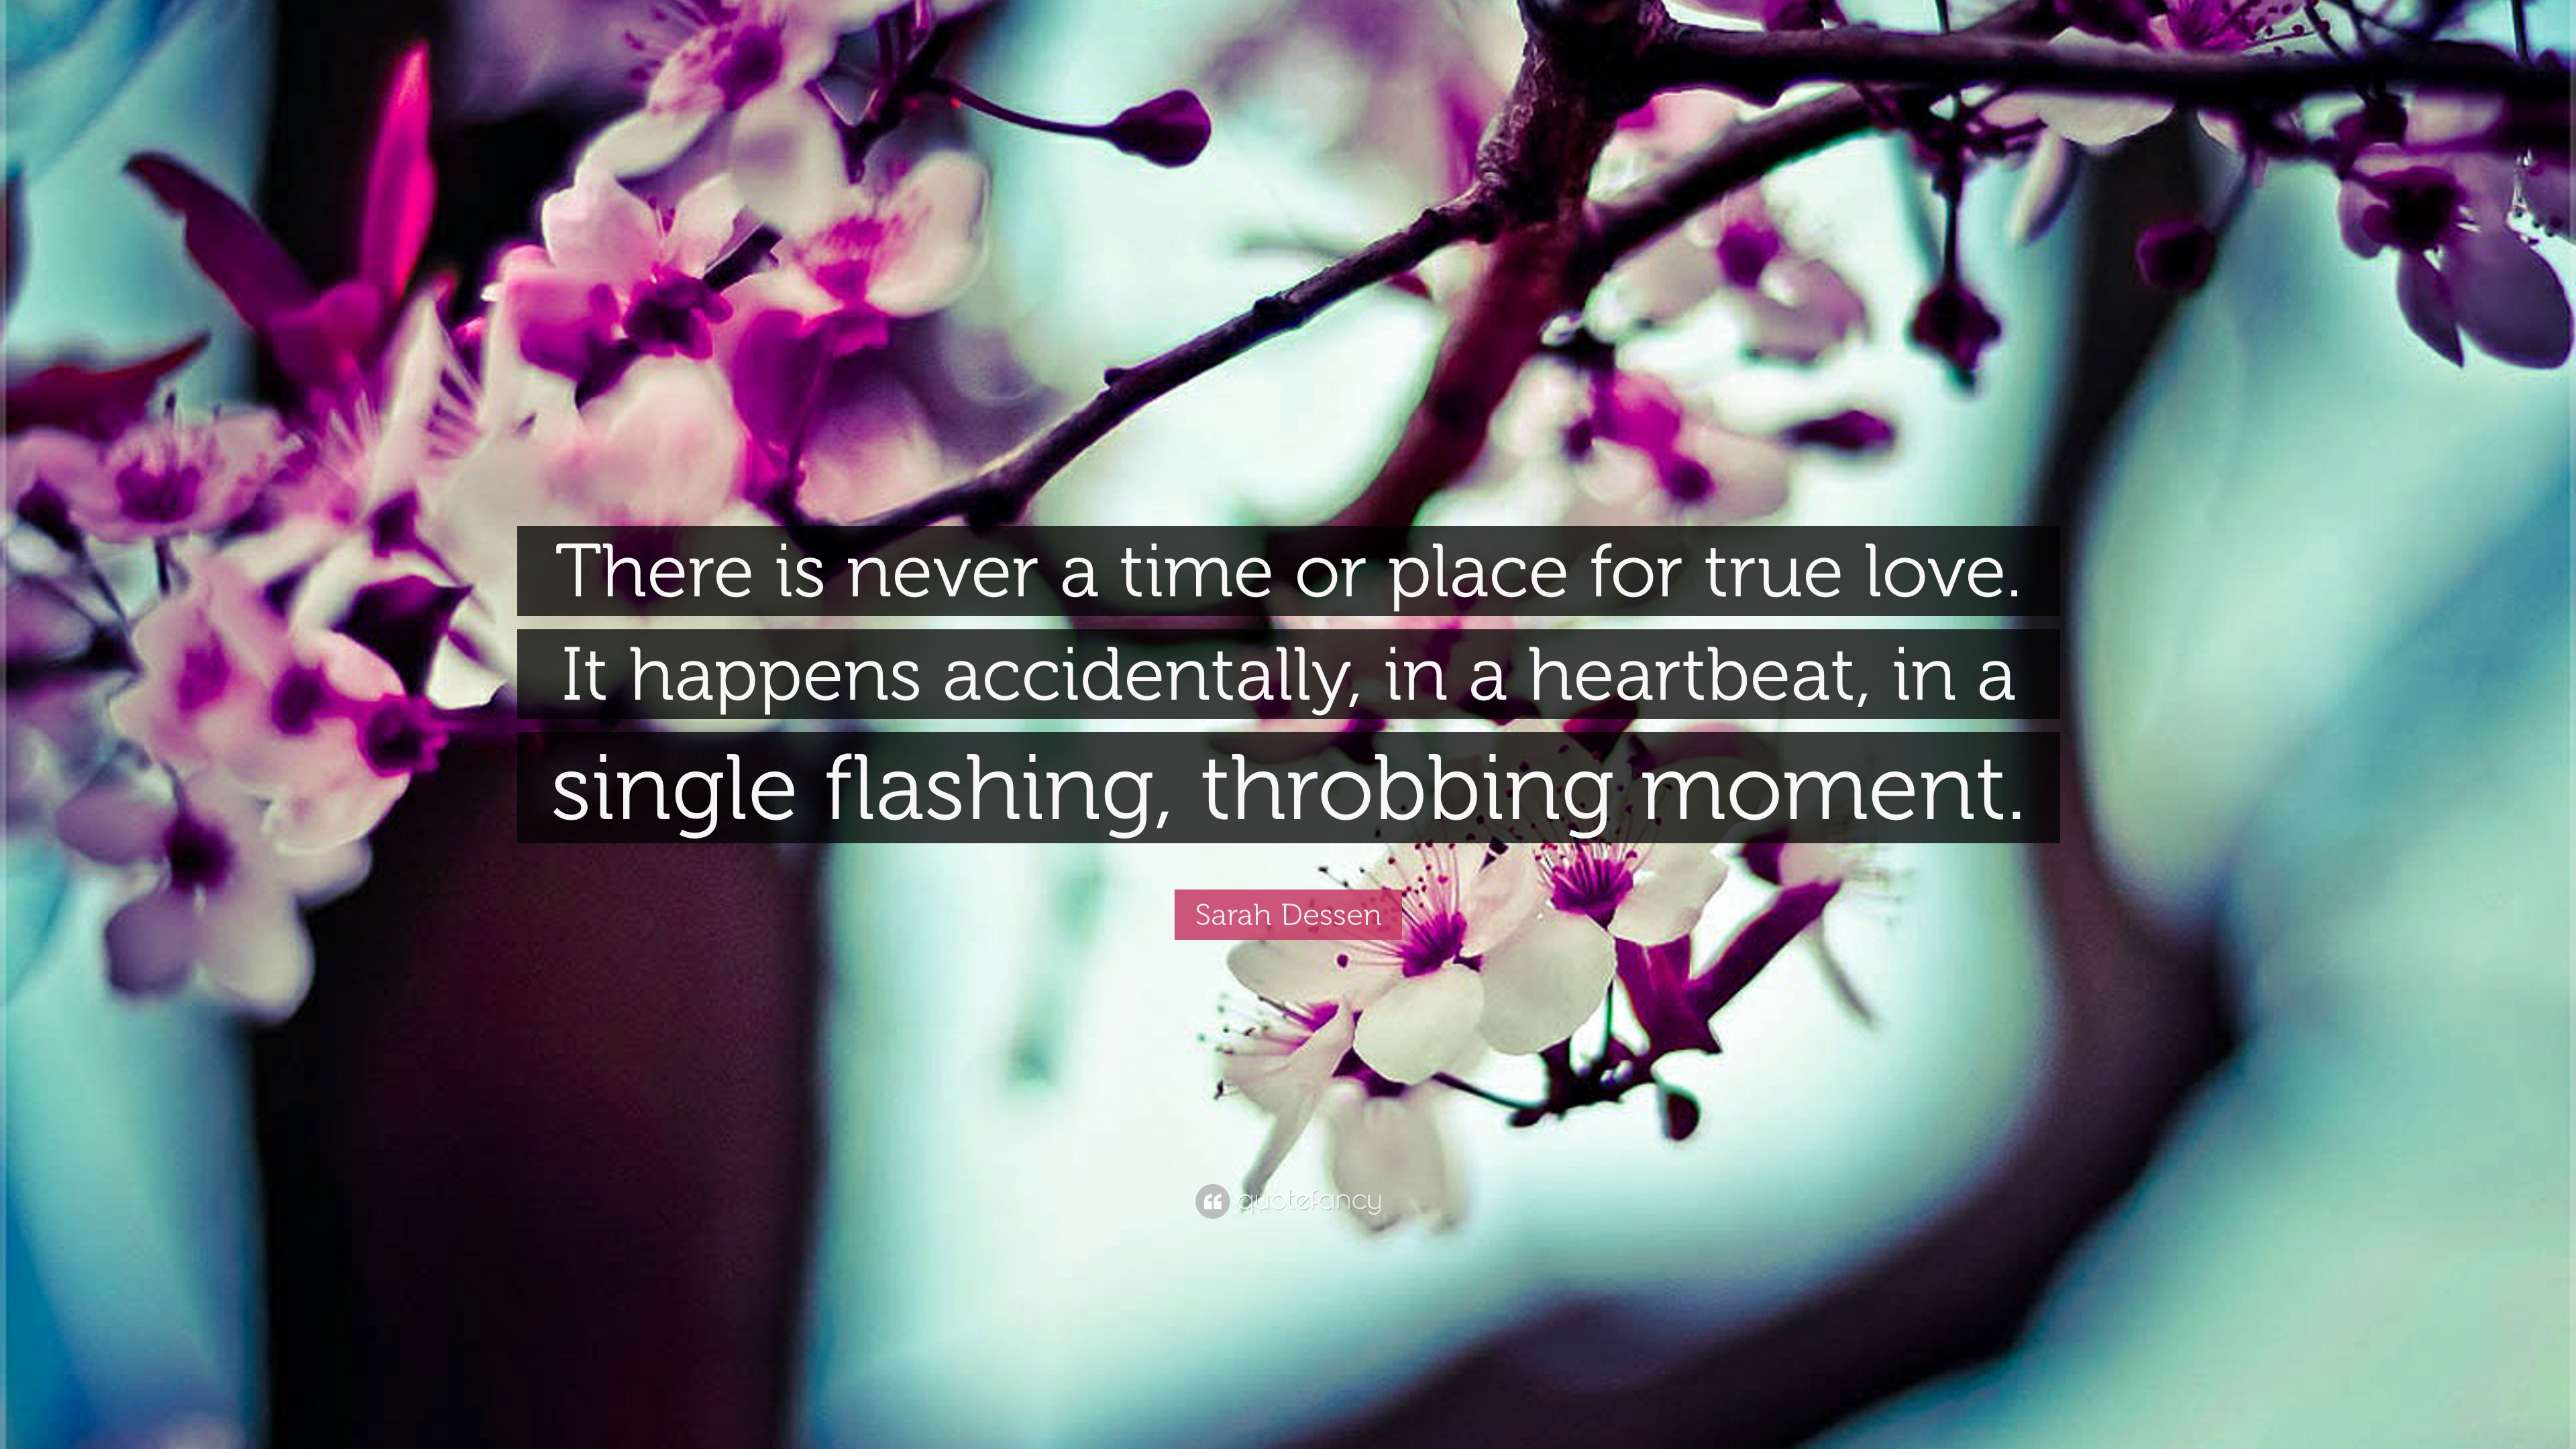 There is never a time or place for true love.
It happens accidentally, in a heartbeat, in a
single flashing, throbbing moment.
Sarah Dessen
quotefancy